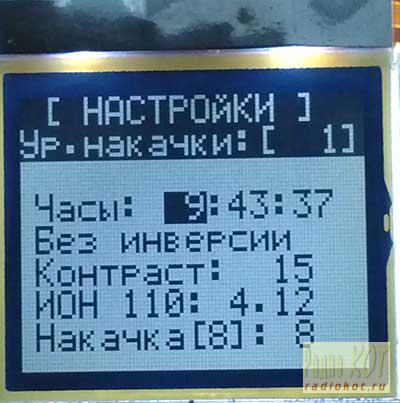 [ НАСТРОЙКИ ]
Ур.накачки:[ 1]
Часы: 9:43:37
Без инверсии
Контраст: 15
ИОН 110: 4.12
Накачка[8]: 8
Радио КОТ
radiokot.ru